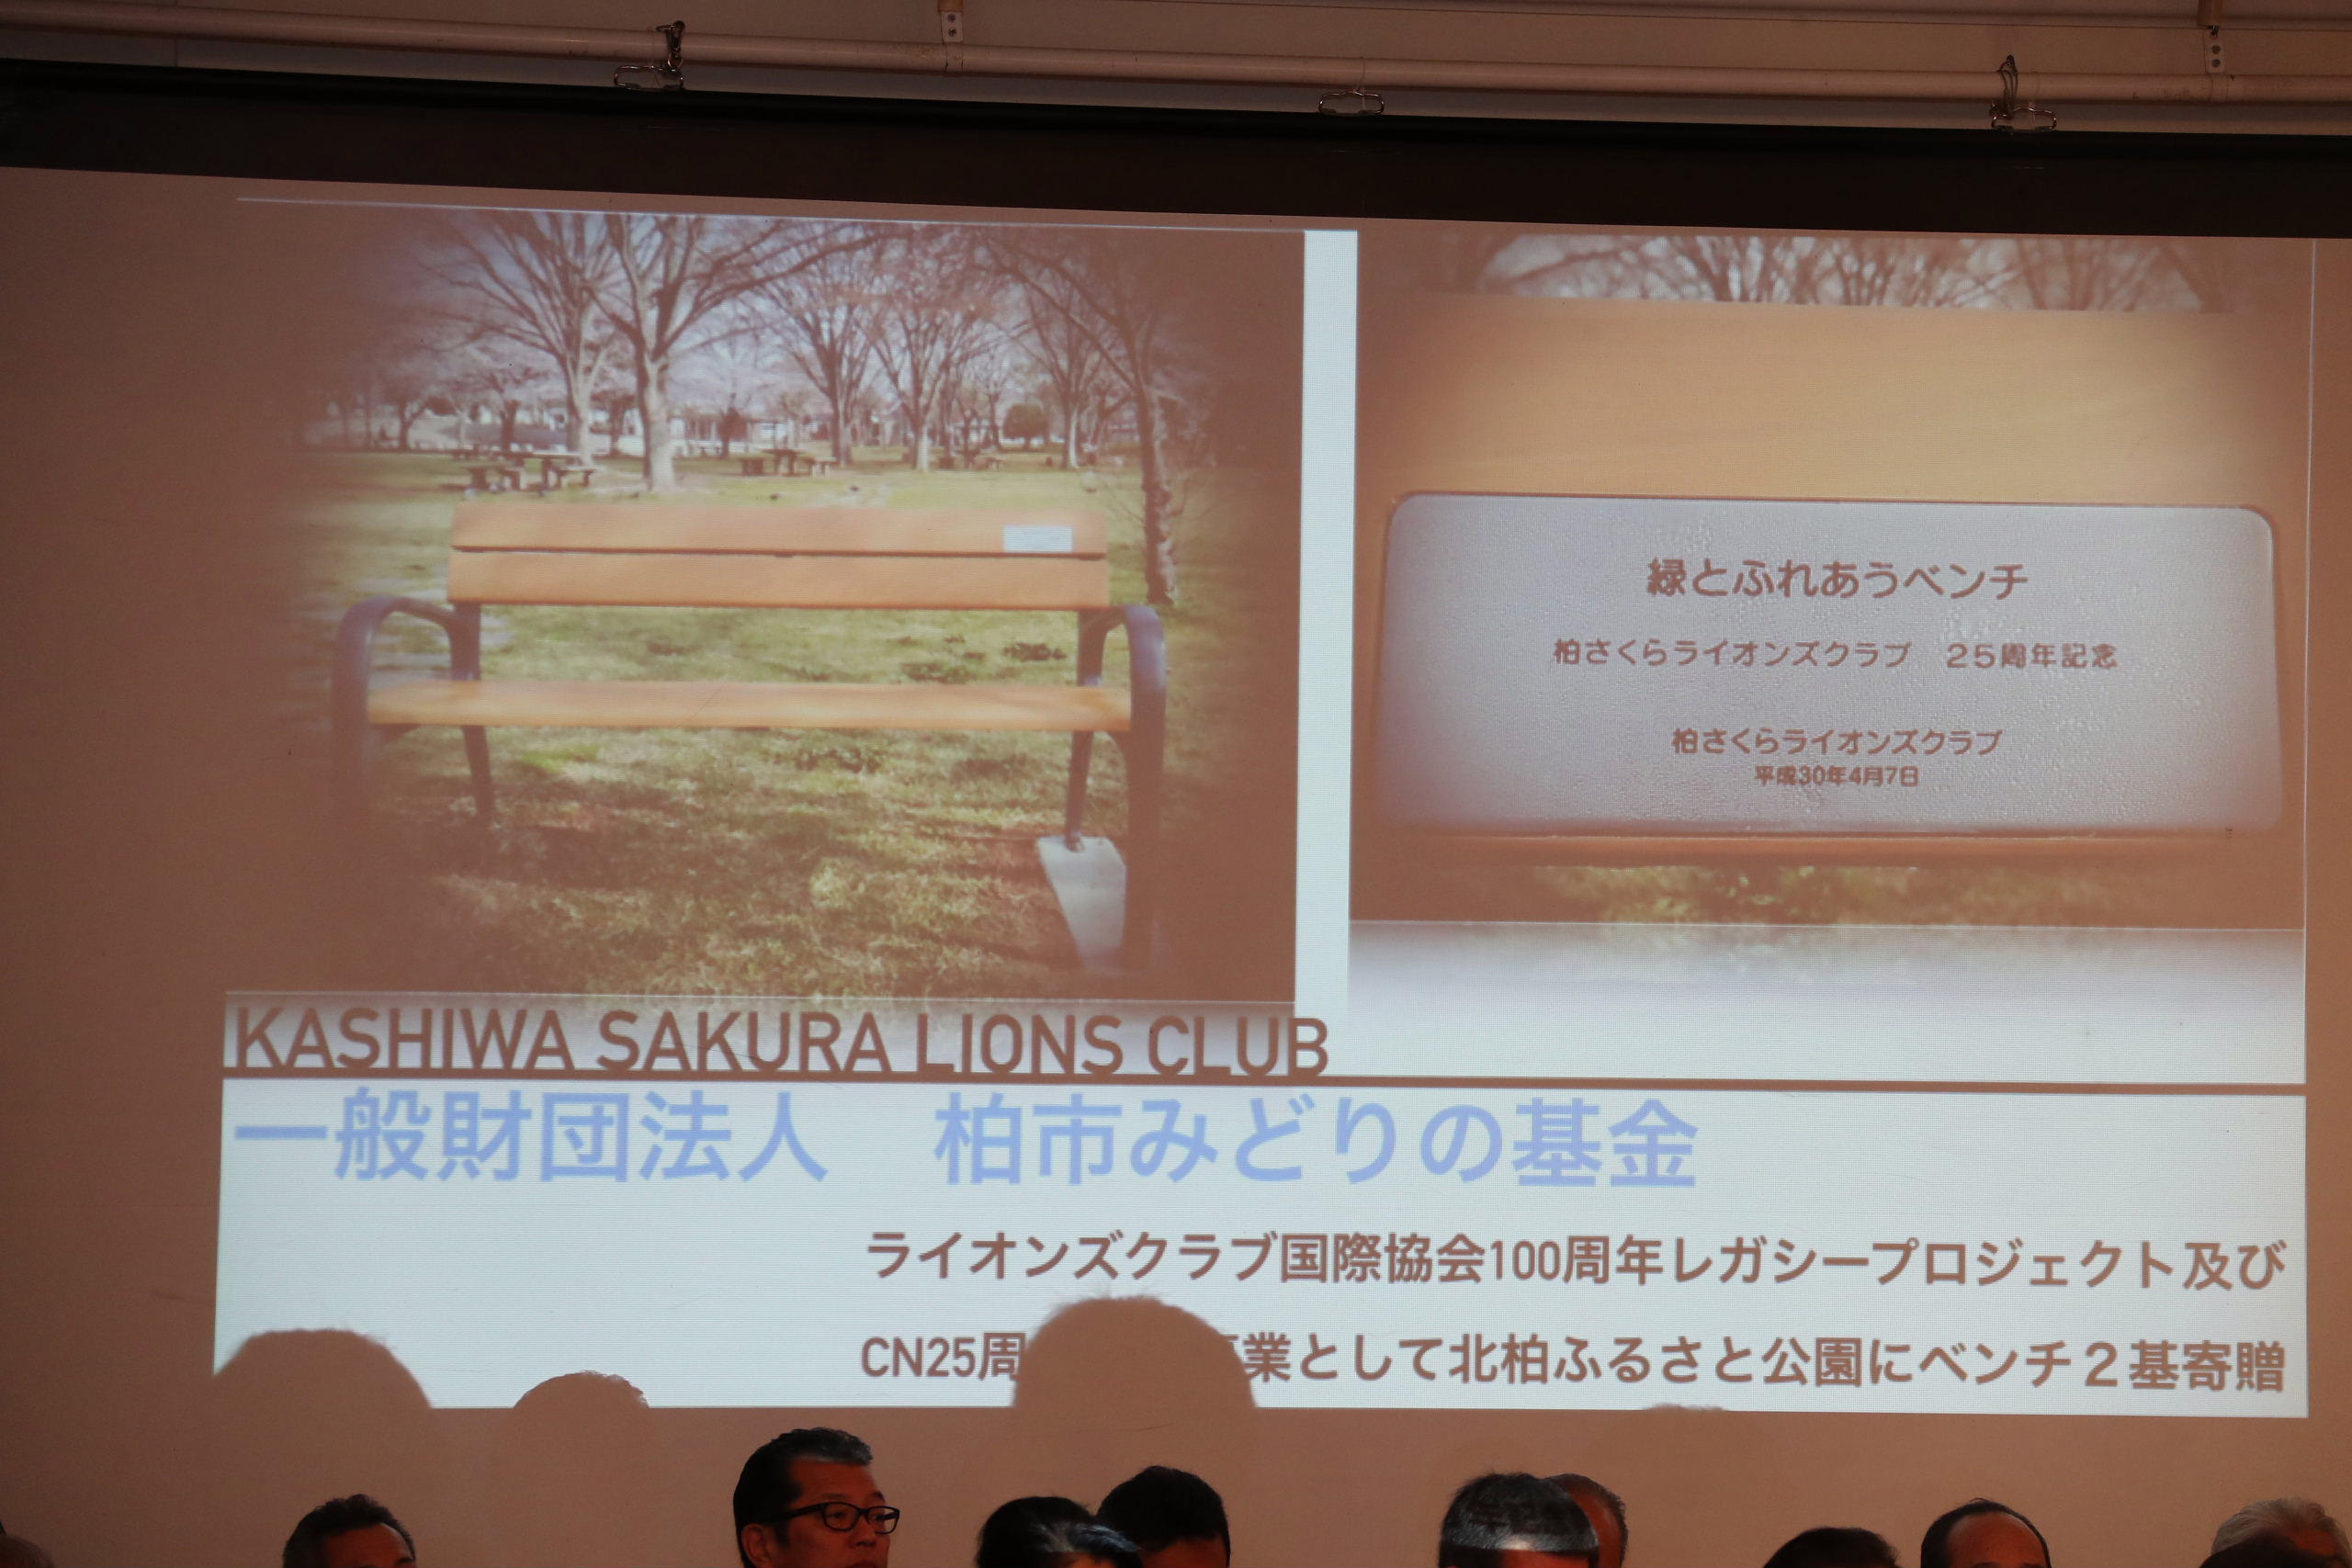 緑とふれあうベンチ
柏さくらライオンズクラブ　25周年記念
柏さくらライオンズクラブ
平成30年4月7日
KASHIWA SAKURA LIONS CLUB
一般財団法人　柏市みどりの基金
ライオンズクラブ国際協会100周年レガシープロジェクト及び
CN25周 業として北柏ふるさと公園にベンチ２基寄贈